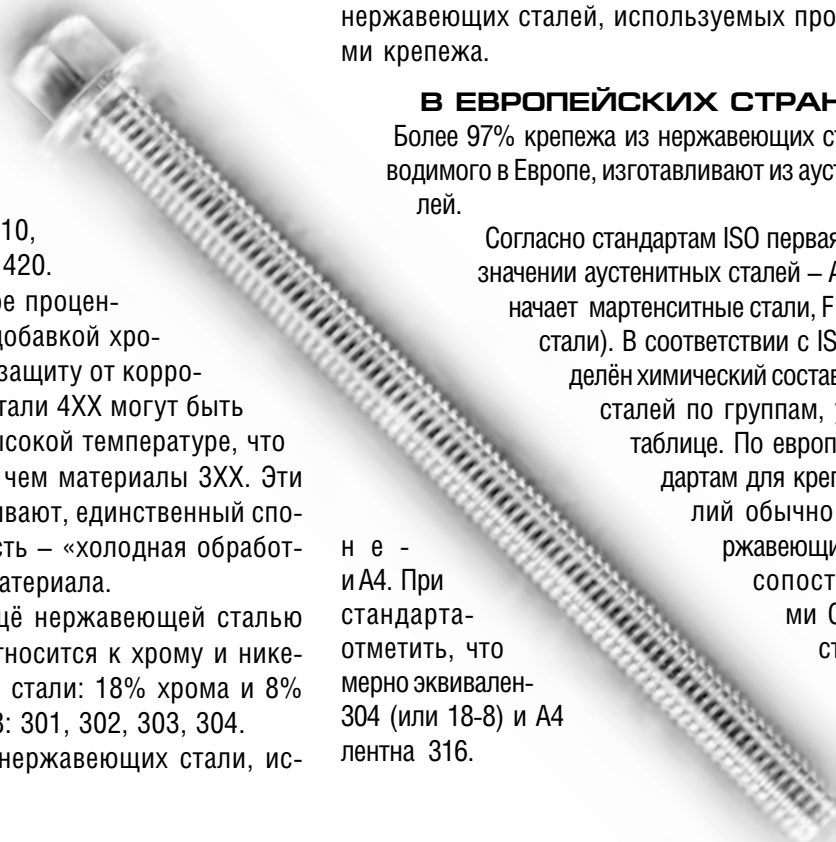 10,
420.
ое процен-
добавкой хро-
защиту от корро-
тали 4XX могут быть
ысокой температуре, что
чем материалы 3XX. Эти
ивают, единственный спо-
сть – «холодная обработ-
атериала.
щё нержавеющей сталью
тносится к хрому и нике-
стали: 18% хрома и 8%
301, 302, 303, 304.
нержавеющих стали, ис-
нержавеющих сталей, используемых про
ми крепежа.
В ЕВРОПЕЙСКИХ СТРАН
Более 97% крепежа из нержавеющих ст
водимого в Европе, изготавливают из ауст
лей.
Согласно стандартам ISO первая
значении аустенитных сталей – А
начает мартенситные стали, F
стали). В соответствии с IS
делён химический состав
сталей по группам, у
таблице. По европ
дартам для креп
лий обычно
н е - ржавеющи
и А4. При сопост
стандарта- ми С
отметить, что ст
мерно эквивален-
304 (или 18-8) и А4
лентна 316.